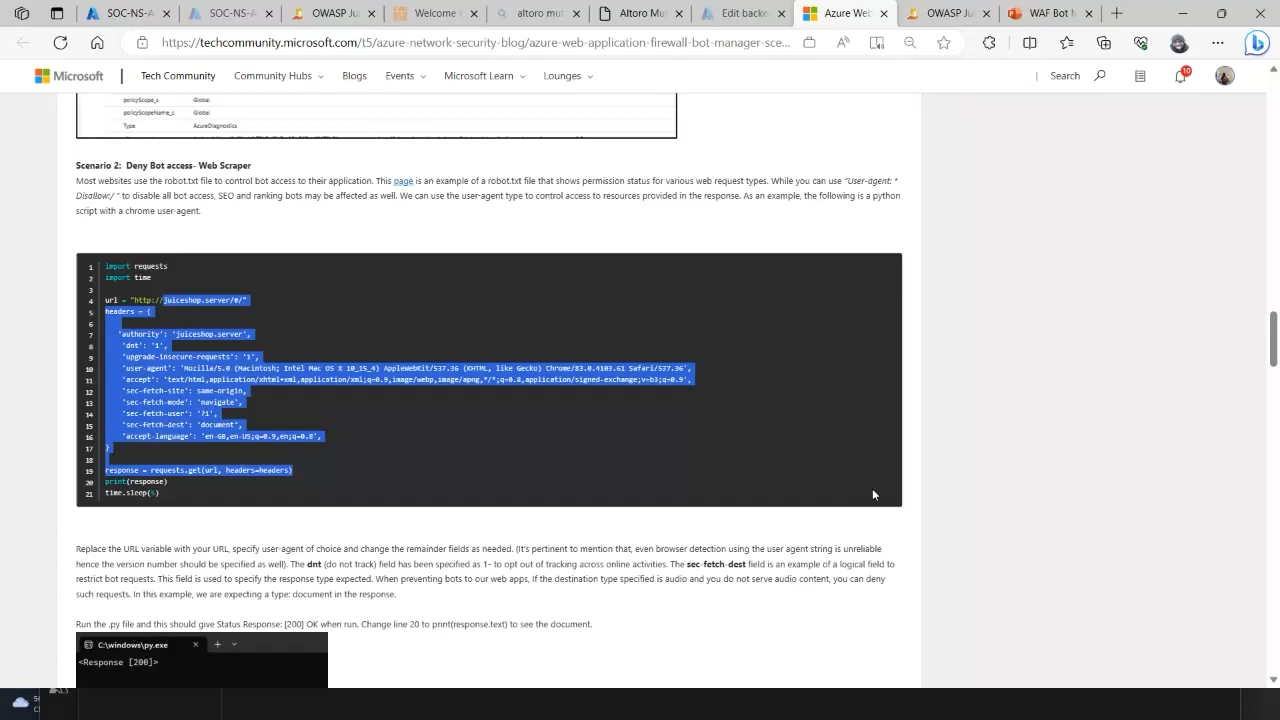 SOC-NS-A
SOC-NS-A
OWASP Ju
Welcome
altoro mut
Altoro Mut
Edit backe
Azure Web
OWASP Ju
WAF Bot M
https://techcommunity.microsoft.com/t5/azure-network-security-blog/azure-web-application-firewall-bot-manager-sce...
Microsoft
Tech Community
Community Hubs
Blogs
Events
Microsoft Learn
Lounges
Search
10
policyScope_s Global
policyScopeName_s Global
Type AzureDiagnostics
Scenario 2: Deny Bot access- Web Scraper
Most websites use the robot.txt file to control bot access to their application. This page is an example of a robot.txt file that shows permission status for various web request types. While you can use "User-agent: *
Disallow:/ " to disable all bot access, SEO and ranking bots may be affected as well. We can use the user-agent type to control access to resources provided in the response. As an example, the following is a python
script with a chrome user-agent.
1 import requests
2 import time
3
4 url = "http://juiceshop.server/#/"
5 headers = {
6
7 'authority': 'juiceshop.server',
8 'dnt': '1',
9 'upgrade-insecure-requests': '1',
10 'user-agent': 'Mozilla/5.0 (Macintosh; Intel Mac OS X 10_15_4) AppleWebKit/537.36 (KHTML, like Gecko) Chrome/83.0.4103.61 Safari/537.36',
11 'accept': 'text/html,application/xhtml+xml,application/xml;q=0.9,image/webp,image/apng,*/*;q=0.8,application/signed-exchange;v=b3;q=0.9',
12 'sec-fetch-site': same-origin,
13 'sec-fetch-mode': 'navigate',
14 'sec-fetch-user': '?1',
15 'sec-fetch-dest': 'document',
16 'accept-language': 'en-GB,en-US;q=0.9,en;q=0.8',
17 }
18
19 response = requests.get(url, headers=headers)
20 print(response)
21 time.sleep(5)
Replace the URL variable with your URL, specify user-agent of choice and change the remainder fields as needed. (It's pertinent to mention that, even browser detection using the user agent string is unreliable
hence the version number should be specified as well). The dnt (do not track) field has been specified as 1- to opt out of tracking across online activities. The sec-fetch-dest field is an example of a logical field to
restrict bot requests. This field is used to specify the response type expected. When preventing bots to our web apps, If the destination type specified is audio and you do not serve audio content, you can deny
such requests. In this example, we are expecting a type: document in the response.
Run the .py file and this should give Status Response: [200] OK when run. Change line 20 to print(response.text) to see the document.
C:\windows\py.exe
<Response [200]>